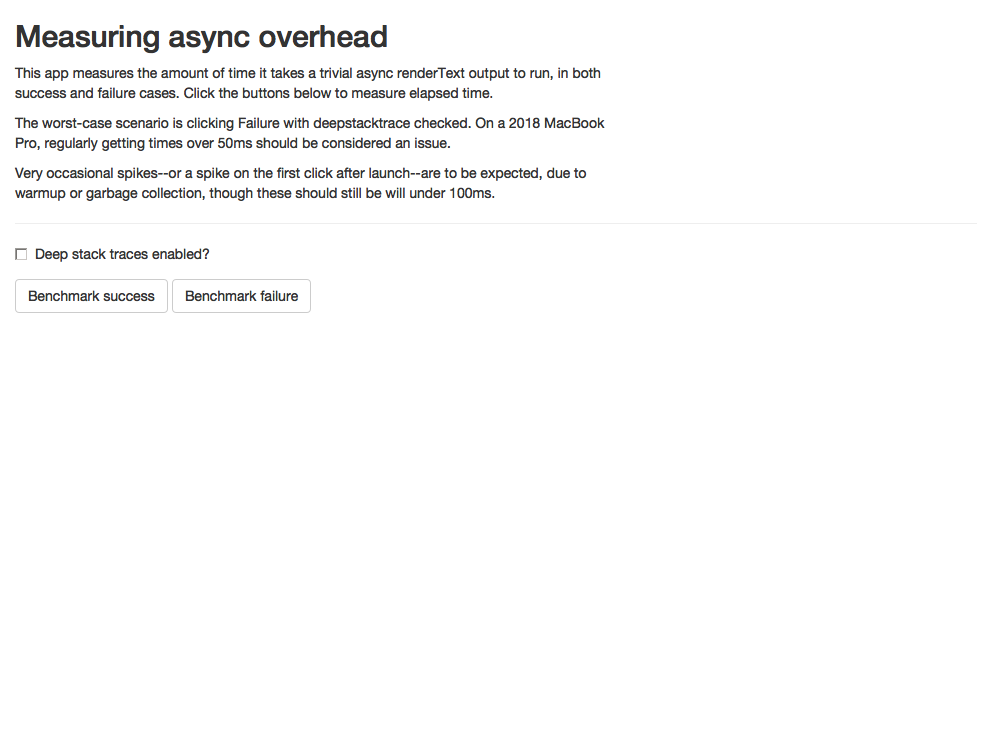 Measuring async overhead
This app measures the amount of time it takes a trivial async renderText output to run, in both
success and failure cases. Click the buttons below to measure elapsed time.
The worst-case scenario is clicking Failure with deepstacktrace checked. On a 2018 MacBook
Pro, regularly getting times over 50ms should be considered an issue.
Very occasional spikes--or a spike on the first click after launch--are to be expected, due to
warmup or garbage collection, though these should still be will under 100ms.
Deep stack traces enabled?
Benchmark success Benchmark failure